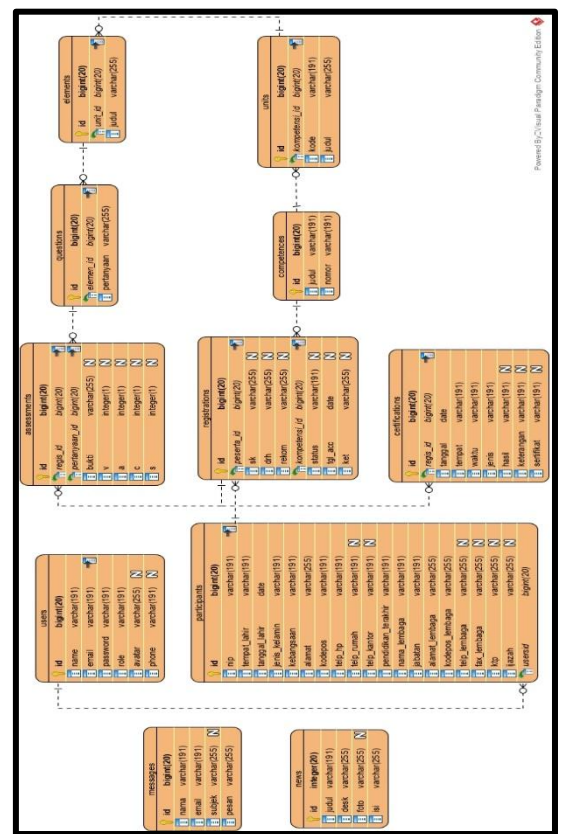 messages
id bigint(20)
nama varchar(191)
email varchar(191)
subjek varchar(255) N
pesan varchar(255)
users
id bigint(20)
name varchar(191)
email varchar(191)
password varchar(191)
role varchar(191)
avatar varchar(255) N
phone varchar(191)
assessments
id bigint(20)
regis_id bigint(20)
pertanyaan_id bigint(20)
bukti varchar(255) N
v integer(1) N
a integer(1) N
c integer(1) N
s integer(1) N
questions
id bigint(20)
elemen_id bigint(20)
pertanyaan varchar(255)
elements
id bigint(20)
unit_id bigint(20)
judul varchar(255)
news
id integer(20)
judul varchar(191)
desk varchar(255)
foto varchar(255) N
isi varchar(255)
participants
id bigint(20)
nip varchar(191)
tempat_lahir varchar(191)
tanggal_lahir date
jenis_kelamin varchar(191)
kebangsaan varchar(191)
alamat varchar(255)
kodepos varchar(191)
telp_hp varchar(191)
telp_rumah varchar(191) N
telp_kantor varchar(191) N
pendidikan_terakhir varchar(191)
nama_lembaga varchar(191)
jabatan varchar(191)
alamat_lembaga varchar(255)
kodepos_lembaga varchar(255)
telp_lembaga varchar(255) N
fax_lembaga varchar(255) N
ktp varchar(255) N
ijazah varchar(255) N
usersid bigint(20)
registrations
id bigint(20)
peserta_id bigint(20)
sk varchar(255) N
drh varchar(255) N
rekom varchar(255) N
kompetensi_id bigint(20)
status varchar(191) N
tgl_acc date N
ket varchar(255) N
competences
id bigint(20)
judul varchar(191)
nomor varchar(191)
units
id bigint(20)
kompetensi_id bigint(20)
kode varchar(191)
judul varchar(255)
certifications
id bigint(20)
regis_id bigint(20)
tanggal date
tempat varchar(191)
waktu varchar(191)
jenis varchar(191)
hasil varchar(191) N
keterangan varchar(191) N
sertifikat varchar(191) N
Powered By Visual Paradigm Community Edition